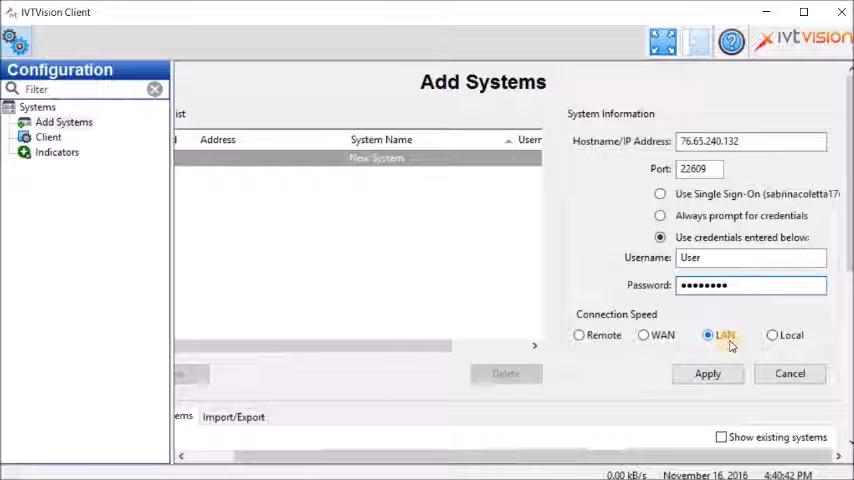 IVTVision Client
ivtvision
Configuration
Filter
Systems
Add Systems
Client
Indicators
Add Systems
ist
d Address System Name Usern
New System
Delete
ems Import/Export
System Information
Hostname/IP Address: 76.65.240.132
Port: 22609
Use Single Sign-On (sabrinacoletta17
Always prompt for credentials
Use credentials entered below:
Username: User
Password: ••••••••
Connection Speed
Remote WAN LAN Local
Apply Cancel
Show existing systems
0.00 kB/s November 16, 2016 4:40:42 PM